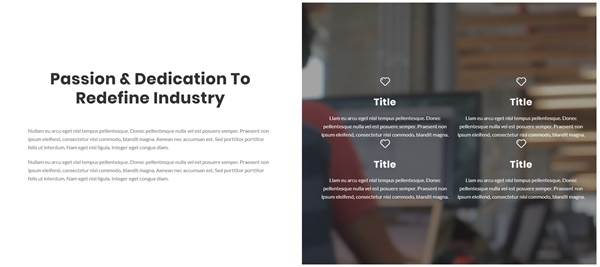 Passion & Dedication To
Redefine Industry
Nullam eu arcu eget nisl tempus pellentesque. Donec pellentesque nulla vel est posuere semper. Praesent non
ipsum eleifend, consectetur nisi commodo, blandit magna. Aenean nec accumsan est. Sed porttitor porttitor
felis ut interdum. Nam eget nisl ligula. Integer eget congue diam.
Nullam eu arcu eget nisl tempus pellentesque. Donec pellentesque nulla vel est posuere semper. Praesent non
ipsum eleifend, consectetur nisi commodo, blandit magna. Aenean nec accumsan est. Sed porttitor porttitor
felis ut interdum. Nam eget nisl ligula. Integer eget congue diam.
Title
Llam eu arcu eget nisl tempus pellentesque. Donec
pellentesque nulla vel est posuere semper. Praesent non
ipsum eleifend, consectetur nisi commodo, blandit magna.
Title
Llam eu arcu eget nisl tempus pellentesque. Donec
pellentesque nulla vel est posuere semper. Praesent non
ipsum eleifend, consectetur nisi commodo, blandit magna.
Title
Llam eu arcu eget nisl tempus pellentesque. Donec
pellentesque nulla vel est posuere semper. Praesent non
ipsum eleifend, consectetur nisi commodo, blandit magna.
Title
Llam eu arcu eget nisl tempus pellentesque. Donec
pellentesque nulla vel est posuere semper. Praesent non
ipsum eleifend, consectetur nisi commodo, blandit magna.